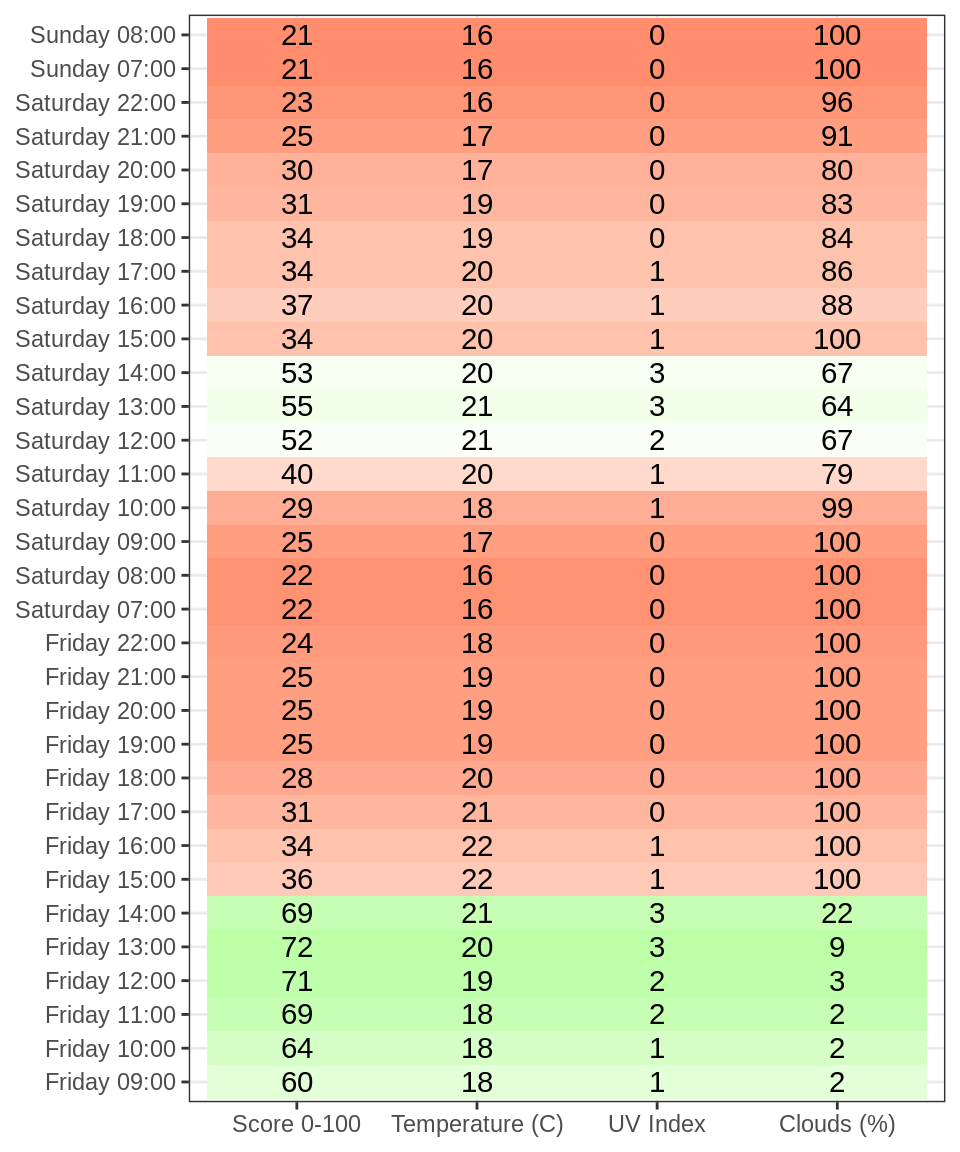 Sunday 08:00 21 16 0 100
Sunday 07:00 21 16 0 100
Saturday 22:00 23 16 0 96
Saturday 21:00 25 17 0 91
Saturday 20:00 30 17 0 80
Saturday 19:00 31 19 0 83
Saturday 18:00 34 19 0 84
Saturday 17:00 34 20 1 86
Saturday 16:00 37 20 1 88
Saturday 15:00 34 20 1 100
Saturday 14:00 53 20 3 67
Saturday 13:00 55 21 3 64
Saturday 12:00 52 21 2 67
Saturday 11:00 40 20 1 79
Saturday 10:00 29 18 1 99
Saturday 09:00 25 17 0 100
Saturday 08:00 22 16 0 100
Saturday 07:00 22 16 0 100
Friday 22:00 24 18 0 100
Friday 21:00 25 19 0 100
Friday 20:00 25 19 0 100
Friday 19:00 25 19 0 100
Friday 18:00 28 20 0 100
Friday 17:00 31 21 0 100
Friday 16:00 34 22 1 100
Friday 15:00 36 22 1 100
Friday 14:00 69 21 3 22
Friday 13:00 72 20 3 9
Friday 12:00 71 19 2 3
Friday 11:00 69 18 2 2
Friday 10:00 64 18 1 2
Friday 09:00 60 18 1 2
Score 0-100 Temperature (C) UV Index Clouds (%)